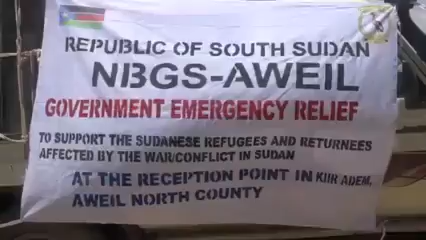 REPUBLIC OF SOUTH SUDAN
NBGS-AWEIL
GOVERNMENT EMERGENCY RELIEF
TO SUPPORT THE SUDANESE REFUGEES AND RETURNEES
AFFECTED BY THE WAR/CONFLICT IN SUDAN
AT THE RECEPTION POINT IN KIIR ADEM,
AWEIL NORTH COUNTY